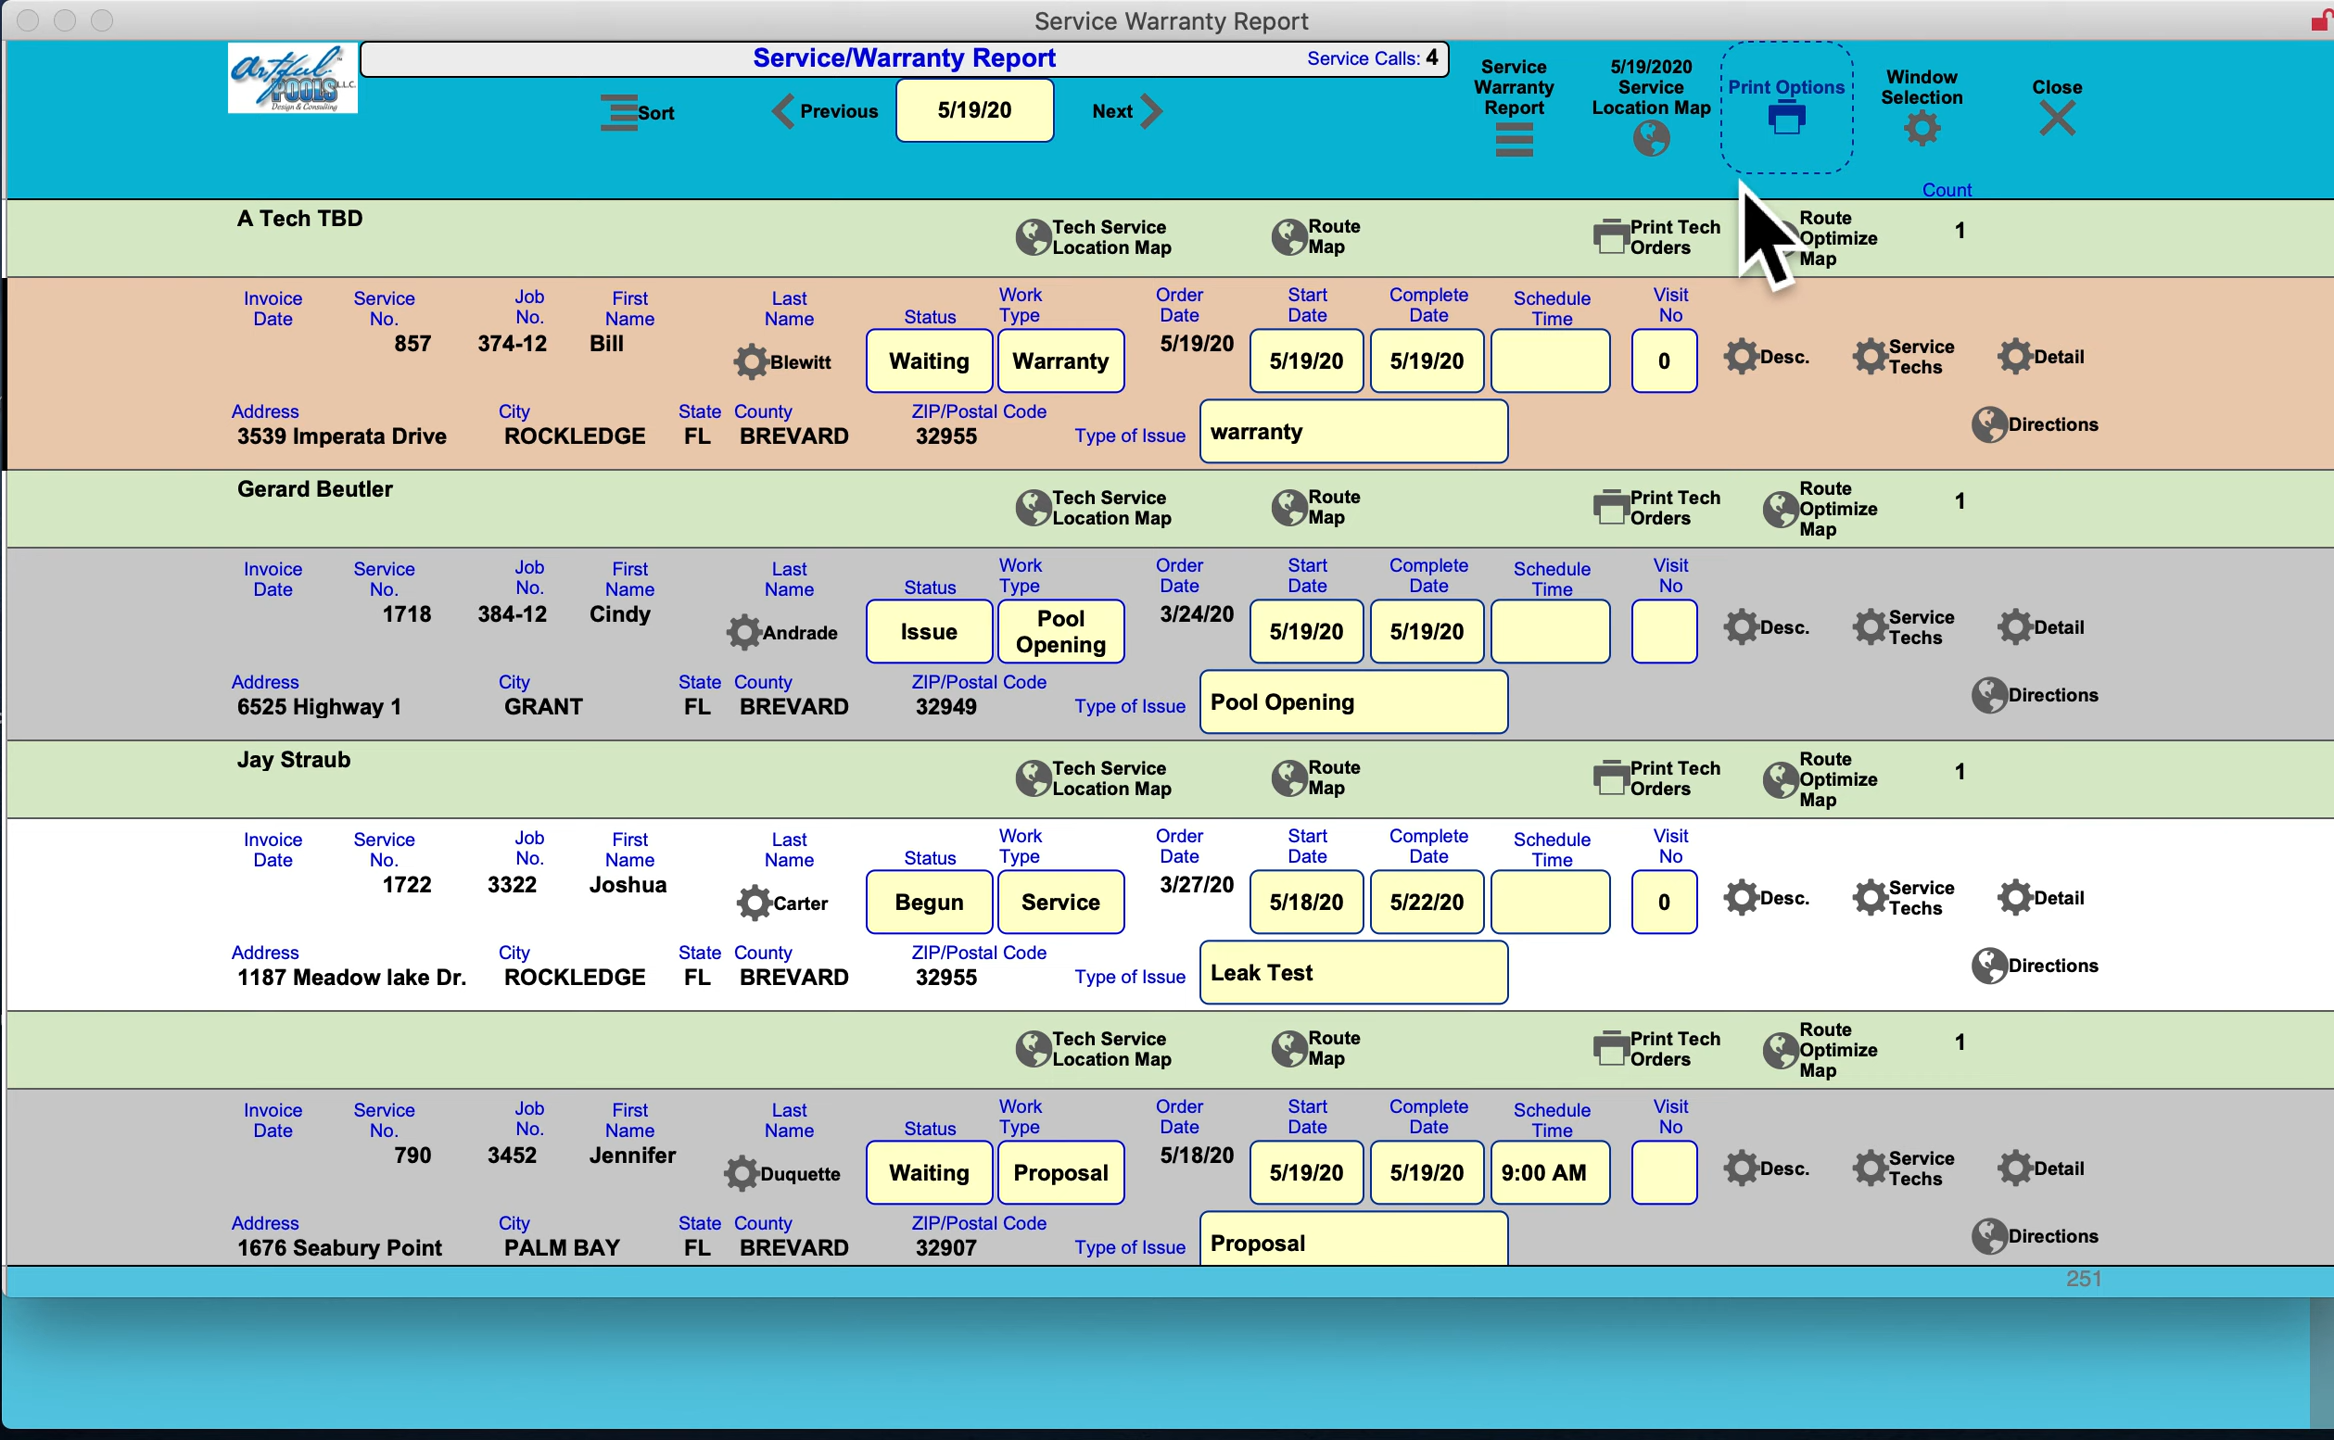 Service Warranty Report
Artful
POOLS LLC.
Design & Consulting
Service/Warranty Report
Service Calls: 4
Sort
Previous
5/19/20
Next
Service
Warranty
Report
5/19/2020
Service
Location Map
Print Options
Window
Selection
Close
Count
A Tech TBD
Tech Service
Location Map
Route
Map
Print Tech
Orders
Route
Optimize
Map
1
Invoice
Date
Service
No.
857
Job
No.
374-12
First
Name
Bill
Last
Name
Blewitt
Status
Waiting
Work
Type
Warranty
Order
Date
5/19/20
Start
Date
5/19/20
Complete
Date
5/19/20
Schedule
Time
Visit
No
0
Desc.
Service
Techs
Detail
Address
3539 Imperata Drive
City
ROCKLEDGE
State
FL
County
BREVARD
ZIP/Postal Code
32955
Type of Issue
warranty
Directions
Gerard Beutler
Tech Service
Location Map
Route
Map
Print Tech
Orders
Route
Optimize
Map
1
Invoice
Date
Service
No.
1718
Job
No.
384-12
First
Name
Cindy
Last
Name
Andrade
Status
Issue
Work
Type
Pool
Opening
Order
Date
3/24/20
Start
Date
5/19/20
Complete
Date
5/19/20
Schedule
Time
Visit
No
Desc.
Service
Techs
Detail
Address
6525 Highway 1
City
GRANT
State
FL
County
BREVARD
ZIP/Postal Code
32949
Type of Issue
Pool Opening
Directions
Jay Straub
Tech Service
Location Map
Route
Map
Print Tech
Orders
Route
Optimize
Map
1
Invoice
Date
Service
No.
1722
Job
No.
3322
First
Name
Joshua
Last
Name
Carter
Status
Begun
Work
Type
Service
Order
Date
3/27/20
Start
Date
5/18/20
Complete
Date
5/22/20
Schedule
Time
Visit
No
0
Desc.
Service
Techs
Detail
Address
1187 Meadow lake Dr.
City
ROCKLEDGE
State
FL
County
BREVARD
ZIP/Postal Code
32955
Type of Issue
Leak Test
Directions
Tech Service
Location Map
Route
Map
Print Tech
Orders
Route
Optimize
Map
1
Invoice
Date
Service
No.
790
Job
No.
3452
First
Name
Jennifer
Last
Name
Duquette
Status
Waiting
Work
Type
Proposal
Order
Date
5/18/20
Start
Date
5/19/20
Complete
Date
5/19/20
Schedule
Time
9:00 AM
Visit
No
Desc.
Service
Techs
Detail
Address
1676 Seabury Point
City
PALM BAY
State
FL
County
BREVARD
ZIP/Postal Code
32907
Type of Issue
Proposal
Directions
251